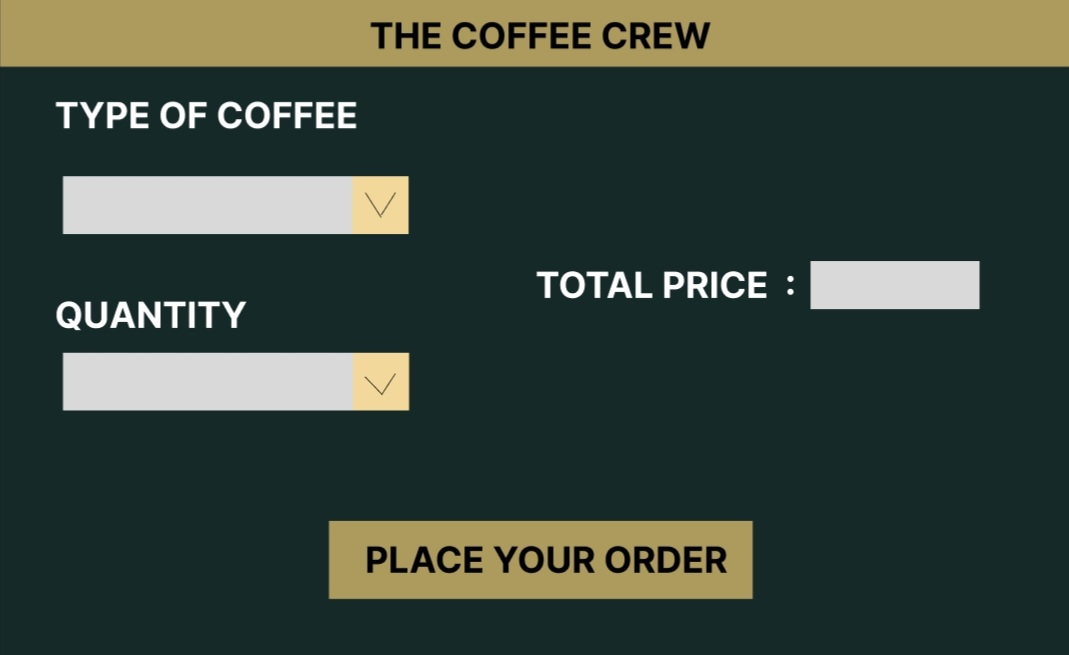 THE COFFEE CREW
TYPE OF COFFEE
TOTAL PRICE :
QUANTITY
PLACE YOUR ORDER